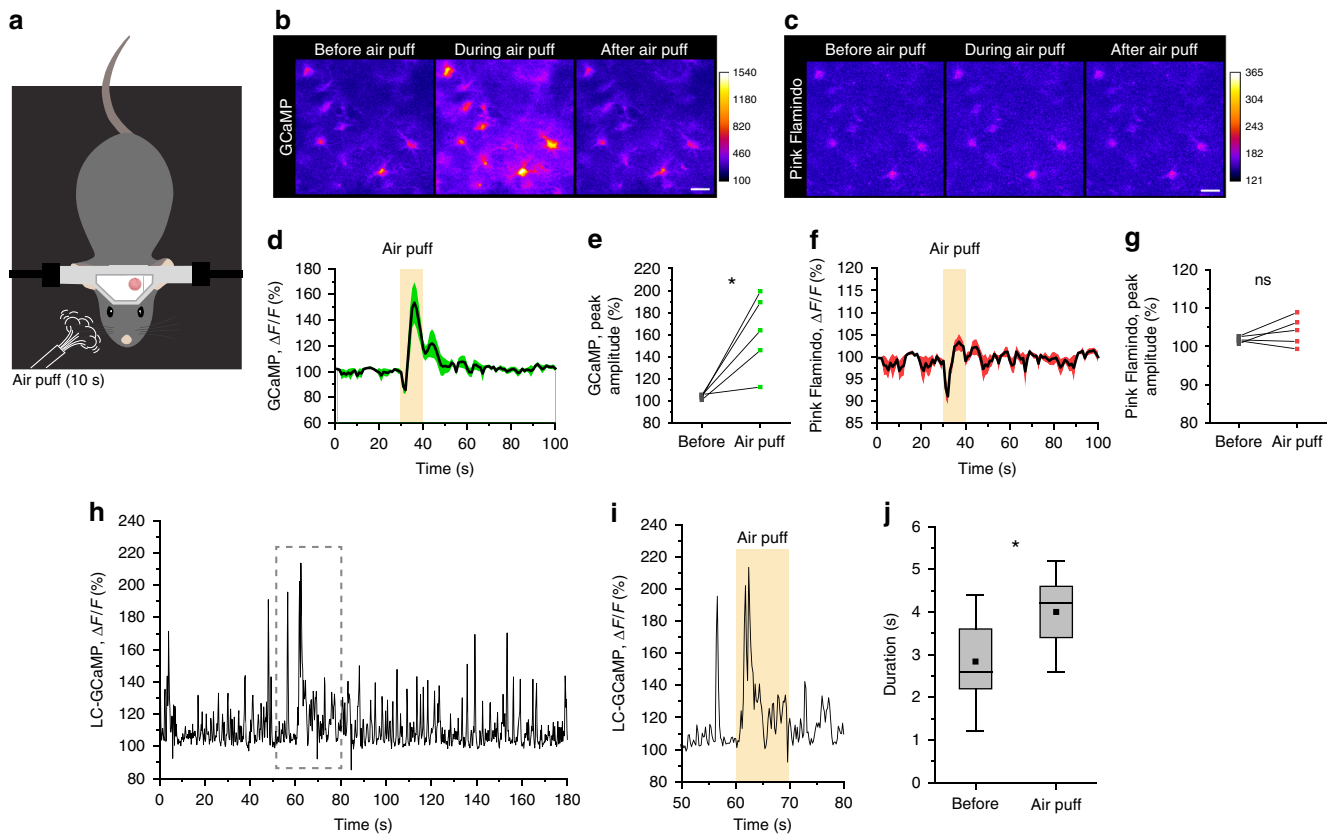 a
Air puff (10 s)
b
Before air puff During air puff After air puff
GCaMP
1540
1180
820
460
100
c
Before air puff During air puff After air puff
Pink Flamindo
365
304
243
182
121
d
Air puff
GCaMP, ΔF/F (%)
180
160
140
120
100
80
60
0 20 40 60 80 100
Time (s)
e
GCaMP, peak
amplitude (%)
220
200
180
160
140
120
100
80
*
Before Air puff
f
Air puff
Pink Flamindo, ΔF/F (%)
120
115
110
105
100
95
90
85
0 20 40 60 80 100
Time (s)
g
Pink Flamindo, peak
amplitude (%)
120
110
100
90
80
ns
Before Air puff
h
LC-GCaMP, ΔF/F (%)
240
220
200
180
160
140
120
100
80
0 20 40 60 80 100 120 140 160 180
Time (s)
i
Air puff
LC-GCaMP, ΔF/F (%)
240
220
200
180
160
140
120
100
80
50 60 70 80
Time (s)
j
Duration (s)
6
5
4
3
2
1
0
*
Before Air puff